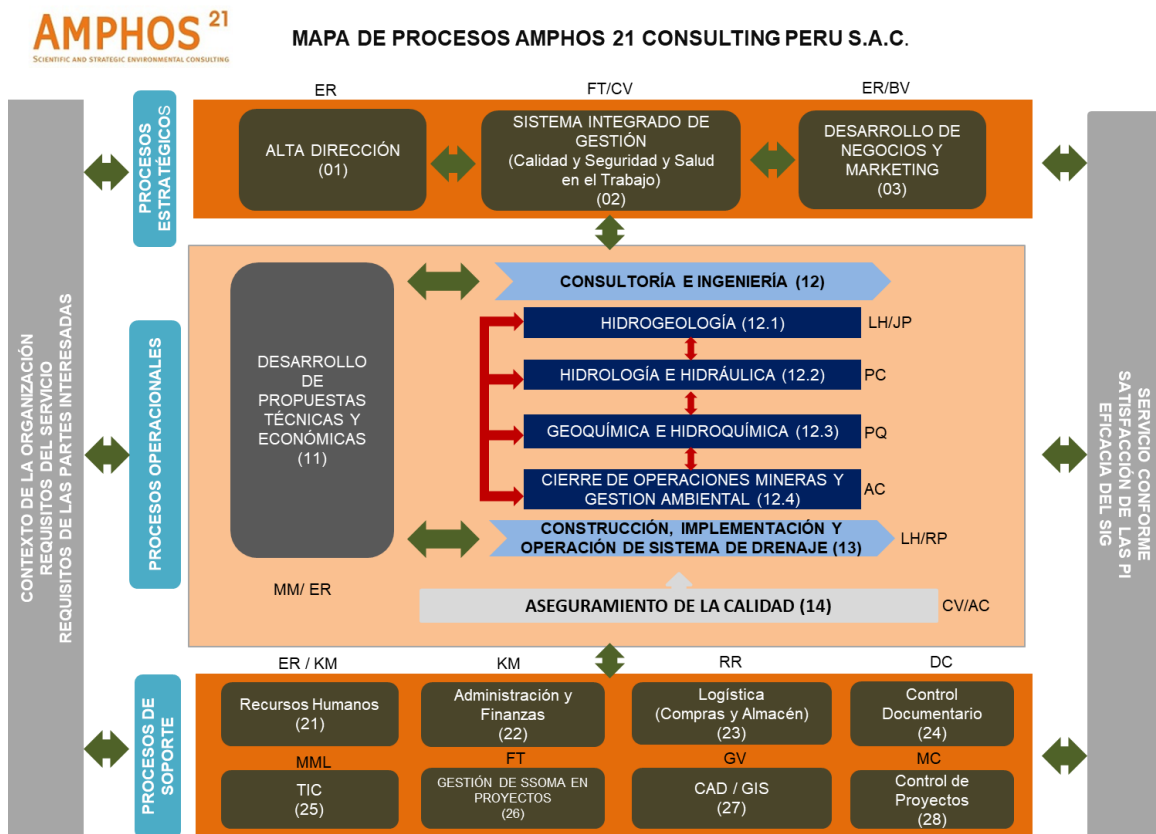 AMPHOS 21
SCIENTIFIC AND STRATEGIC ENVIRONMENTAL CONSULTING
MAPA DE PROCESOS AMPHOS 21 CONSULTING PERU S.A.C.
CONTEXTO DE LA ORGANIZACIÓN
REQUISITOS DEL SERVICIO
REQUISITOS DE LAS PARTES INTERESADAS
PROCESOS
ESTRATÉGICOS
ER
ALTA DIRECCIÓN
(01)
FT/CV
SISTEMA INTEGRADO DE
GESTIÓN
(Calidad y Seguridad y Salud
en el Trabajo)
(02)
ER/BV
DESARROLLO DE
NEGOCIOS Y
MARKETING
(03)
PROCESOS OPERACIONALES
DESARROLLO
DE
PROPUESTAS
TÉCNICAS Y
ECONÓMICAS
(11)
MM/ ER
CONSULTORÍA E INGENIERÍA (12)
HIDROGEOLOGÍA (12.1)
LH/JP
HIDROLOGÍA E HIDRÁULICA (12.2)
PC
GEOQUÍMICA E HIDROQUÍMICA (12.3)
PQ
CIERRE DE OPERACIONES MINERAS Y
GESTION AMBIENTAL (12.4)
AC
CONSTRUCCIÓN, IMPLEMENTACIÓN Y
OPERACIÓN DE SISTEMA DE DRENAJE (13)
LH/RP
ASEGURAMIENTO DE LA CALIDAD (14)
CV/AC
PROCESOS DE
SOPORTE
ER / KM
Recursos Humanos
(21)
KM
Administración y
Finanzas
(22)
RR
Logística
(Compras y Almacén)
(23)
DC
Control
Documentario
(24)
MML
TIC
(25)
FT
GESTIÓN DE SSOMA EN
PROYECTOS
(26)
GV
CAD / GIS
(27)
MC
Control de
Proyectos
(28)
SERVICIO CONFORME
SATISFACCIÓN DE LAS PI
EFICACIA DEL SIG